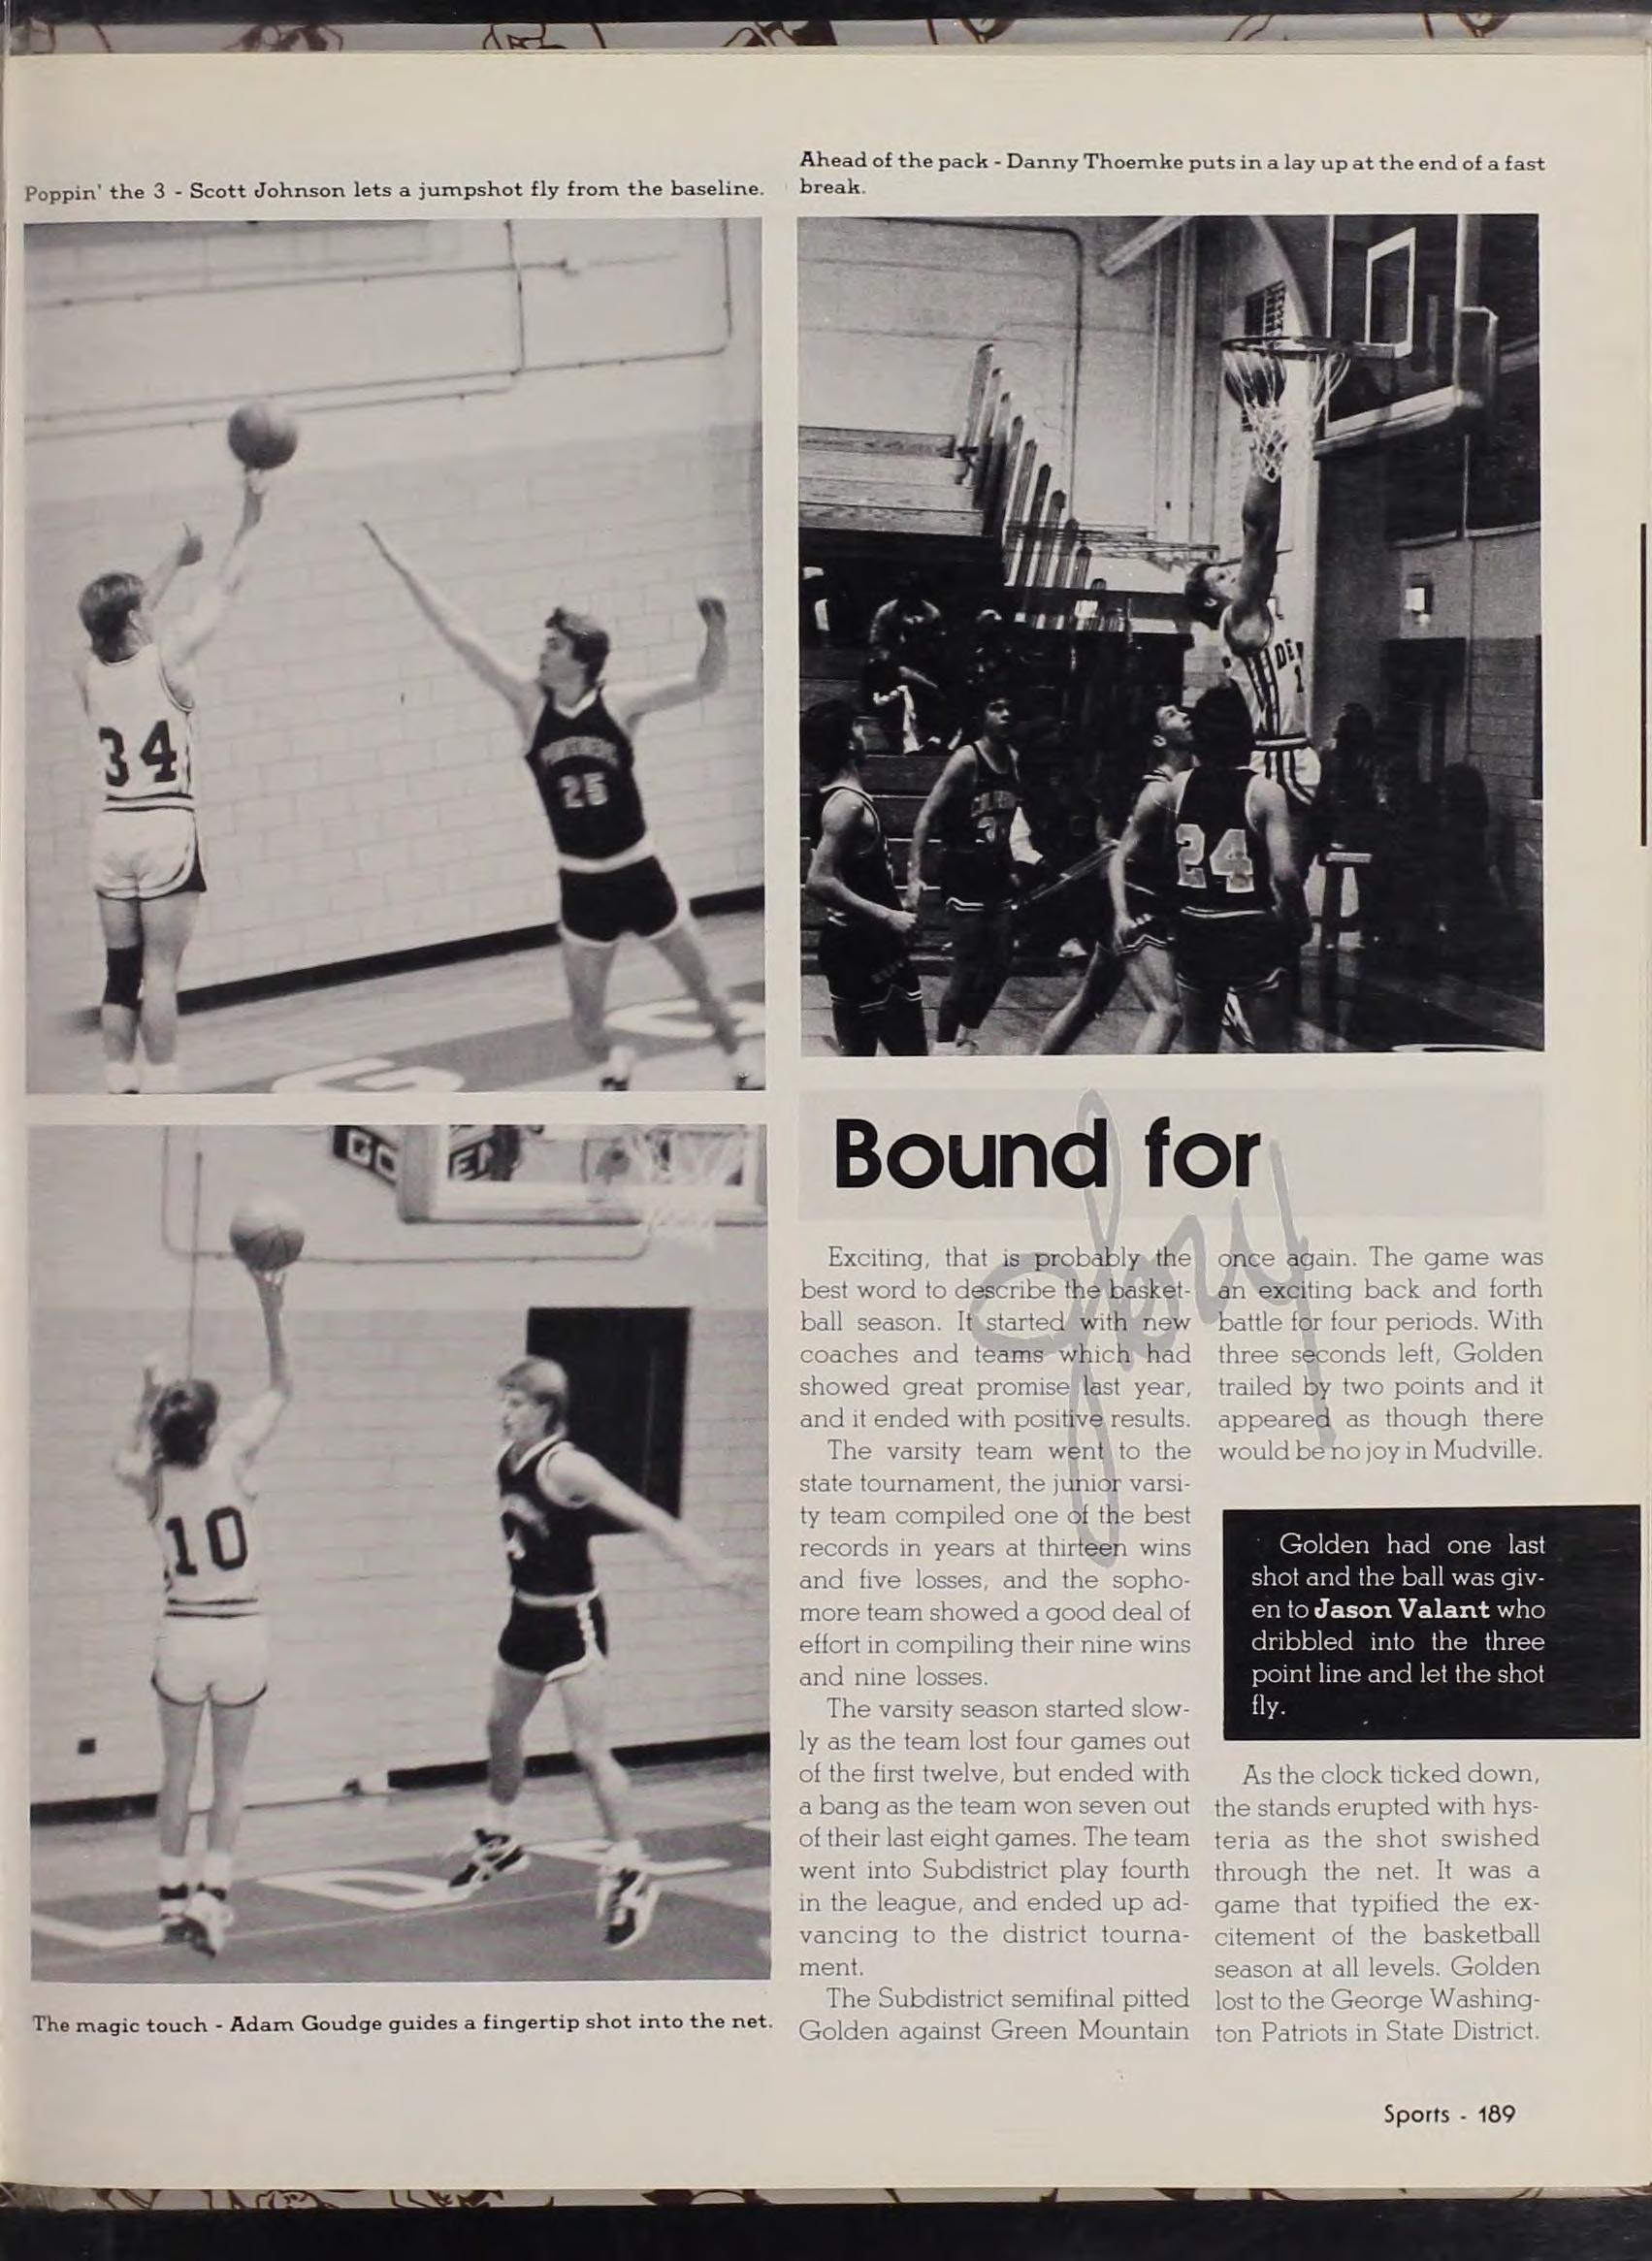 Poppin' the 3 - Scott Johnson lets a jumpshot fly from the baseline.
Ahead of the pack - Danny Thoemke puts in a lay up at the end of a fast
break.
34
25
DEN
1
24
GO
EN
10
The magic touch - Adam Goudge guides a fingertip shot into the net.
Bound for
glory
Exciting, that is probably the
best word to describe the basket-
ball season. It started with new
coaches and teams which had
showed great promise last year,
and it ended with positive results.
The varsity team went to the
state tournament, the junior varsi-
ty team compiled one of the best
records in years at thirteen wins
and five losses, and the sopho-
more team showed a good deal of
effort in compiling their nine wins
and nine losses.
The varsity season started slow-
ly as the team lost four games out
of the first twelve, but ended with
a bang as the team won seven out
of their last eight games. The team
went into Subdistrict play fourth
in the league, and ended up ad-
vancing to the district tourna-
ment.
The Subdistrict semifinal pitted
Golden against Green Mountain
once again. The game was
an exciting back and forth
battle for four periods. With
three seconds left, Golden
trailed by two points and it
appeared as though there
would be no joy in Mudville.
Golden had one last
shot and the ball was giv-
en to Jason Valant who
dribbled into the three
point line and let the shot
fly.
As the clock ticked down,
the stands erupted with hys-
teria as the shot swished
through the net. It was a
game that typified the ex-
citement of the basketball
season at all levels. Golden
lost to the George Washing-
ton Patriots in State District.
Sports - 189